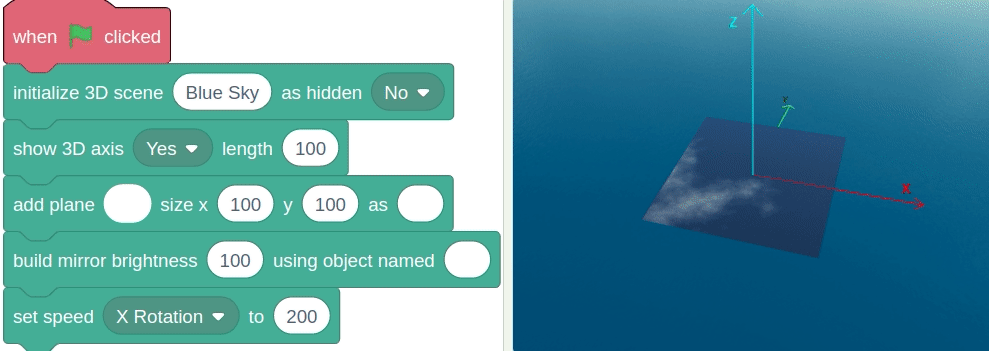 when clicked
initialize 3D scene Blue Sky as hidden No
show 3D axis Yes length 100
add plane size x 100 y 100 as
build mirror brightness 100 using object named
set speed X Rotation to 200
Z
Y
X